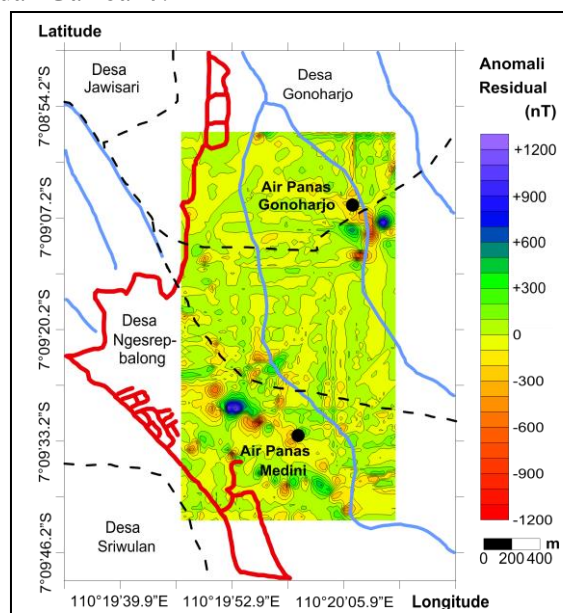 Latitude
Desa
Jawisari
Desa
Gonoharjo
Anomali
Residual
(nT)
7°08'54.2"S
7°09'07.2"S
7°09'20.2"S
7°09'33.2"S
7°09'46.2"S
Air Panas
Gonoharjo
Desa
Ngesrep-
balong
Air Panas
Medini
Desa
Sriwulan
+1200
+900
+600
+300
0
-300
-600
-900
-1200
m
0 200 400
110°19'39.9"E
110°19'52.9"E
110°20'05.9"E
Longitude